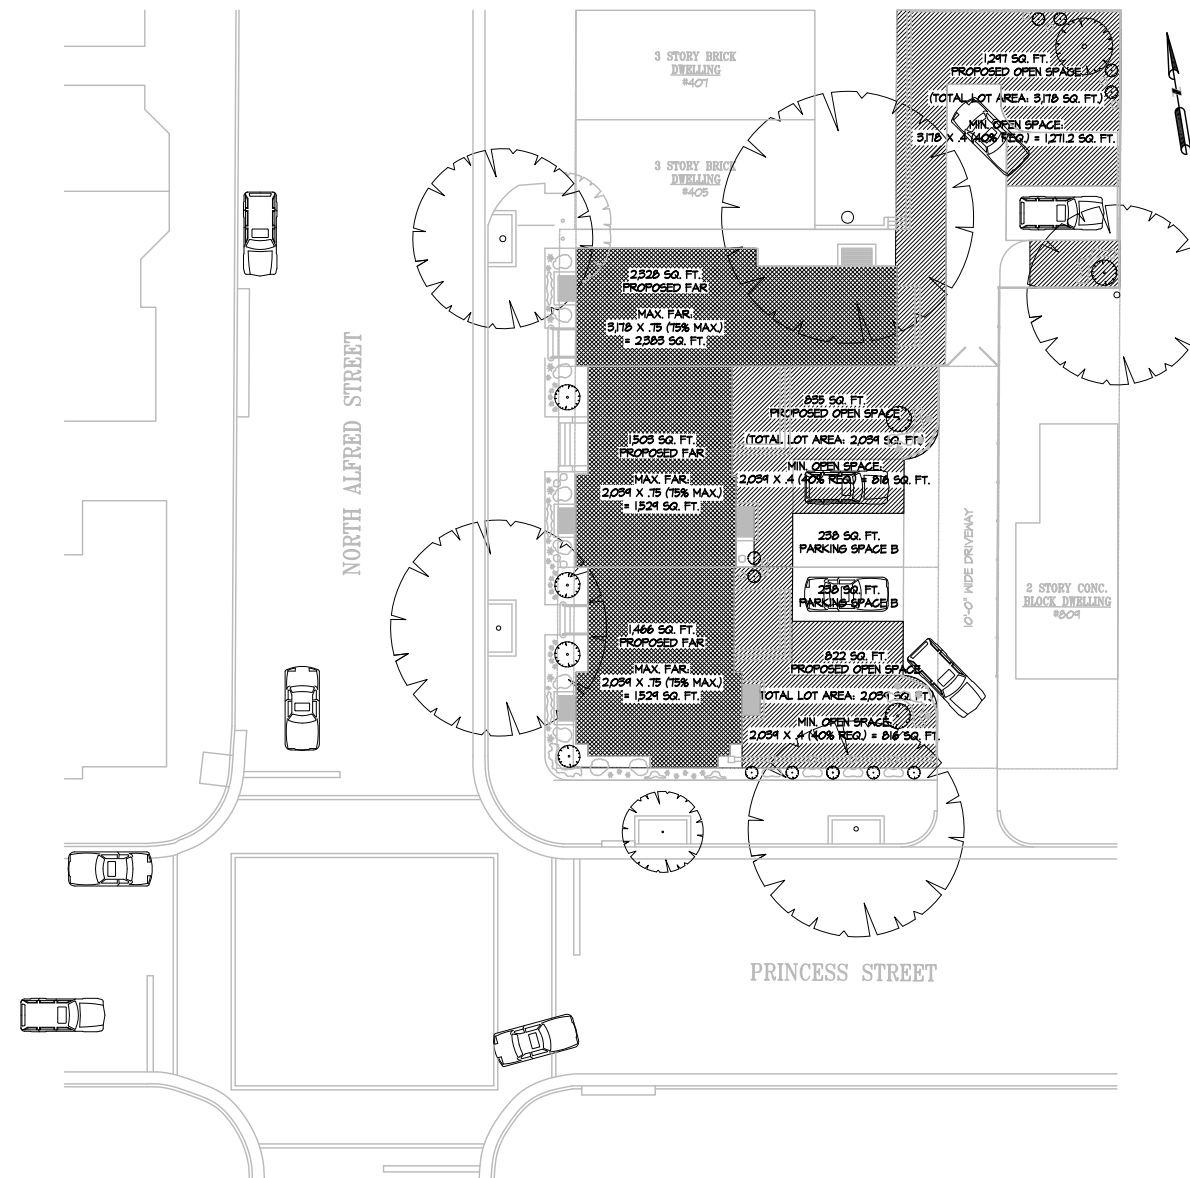 3 STORY BRICK
DWELLING
#407
1,297 SQ. FT.
PROPOSED OPEN SPACE
(TOTAL LOT AREA: 3,178 SQ. FT.)
MIN. OPEN SPACE:
3,178 X .4 (40% REQ.) = 1,271.2 SQ. FT.
N
3 STORY BRICK
DWELLING
#405
2,328 SQ. FT.
PROPOSED FAR
MAX. FAR:
3,178 X .75 (75% MAX.)
= 2,383 SQ. FT.
NORTH ALFRED STREET
1,503 SQ. FT.
PROPOSED FAR
MAX. FAR:
2,039 X .75 (75% MAX.)
= 1,529 SQ. FT.
835 SQ. FT.
PROPOSED OPEN SPACE
(TOTAL LOT AREA: 2,039 SQ. FT.)
MIN. OPEN SPACE:
2,039 X .4 (40% REQ.) = 816 SQ. FT.
238 SQ. FT.
PARKING SPACE B
238 SQ. FT.
PARKING SPACE B
10'-0" WIDE DRIVEWAY
2 STORY CONC.
BLOCK DWELLING
#809
1,466 SQ. FT.
PROPOSED FAR
MAX. FAR:
2,039 X .75 (75% MAX.)
= 1,529 SQ. FT.
822 SQ. FT.
PROPOSED OPEN SPACE
(TOTAL LOT AREA: 2,039 SQ. FT.)
MIN. OPEN SPACE:
2,039 X .4 (40% REQ.) = 816 SQ. FT.
PRINCESS STREET